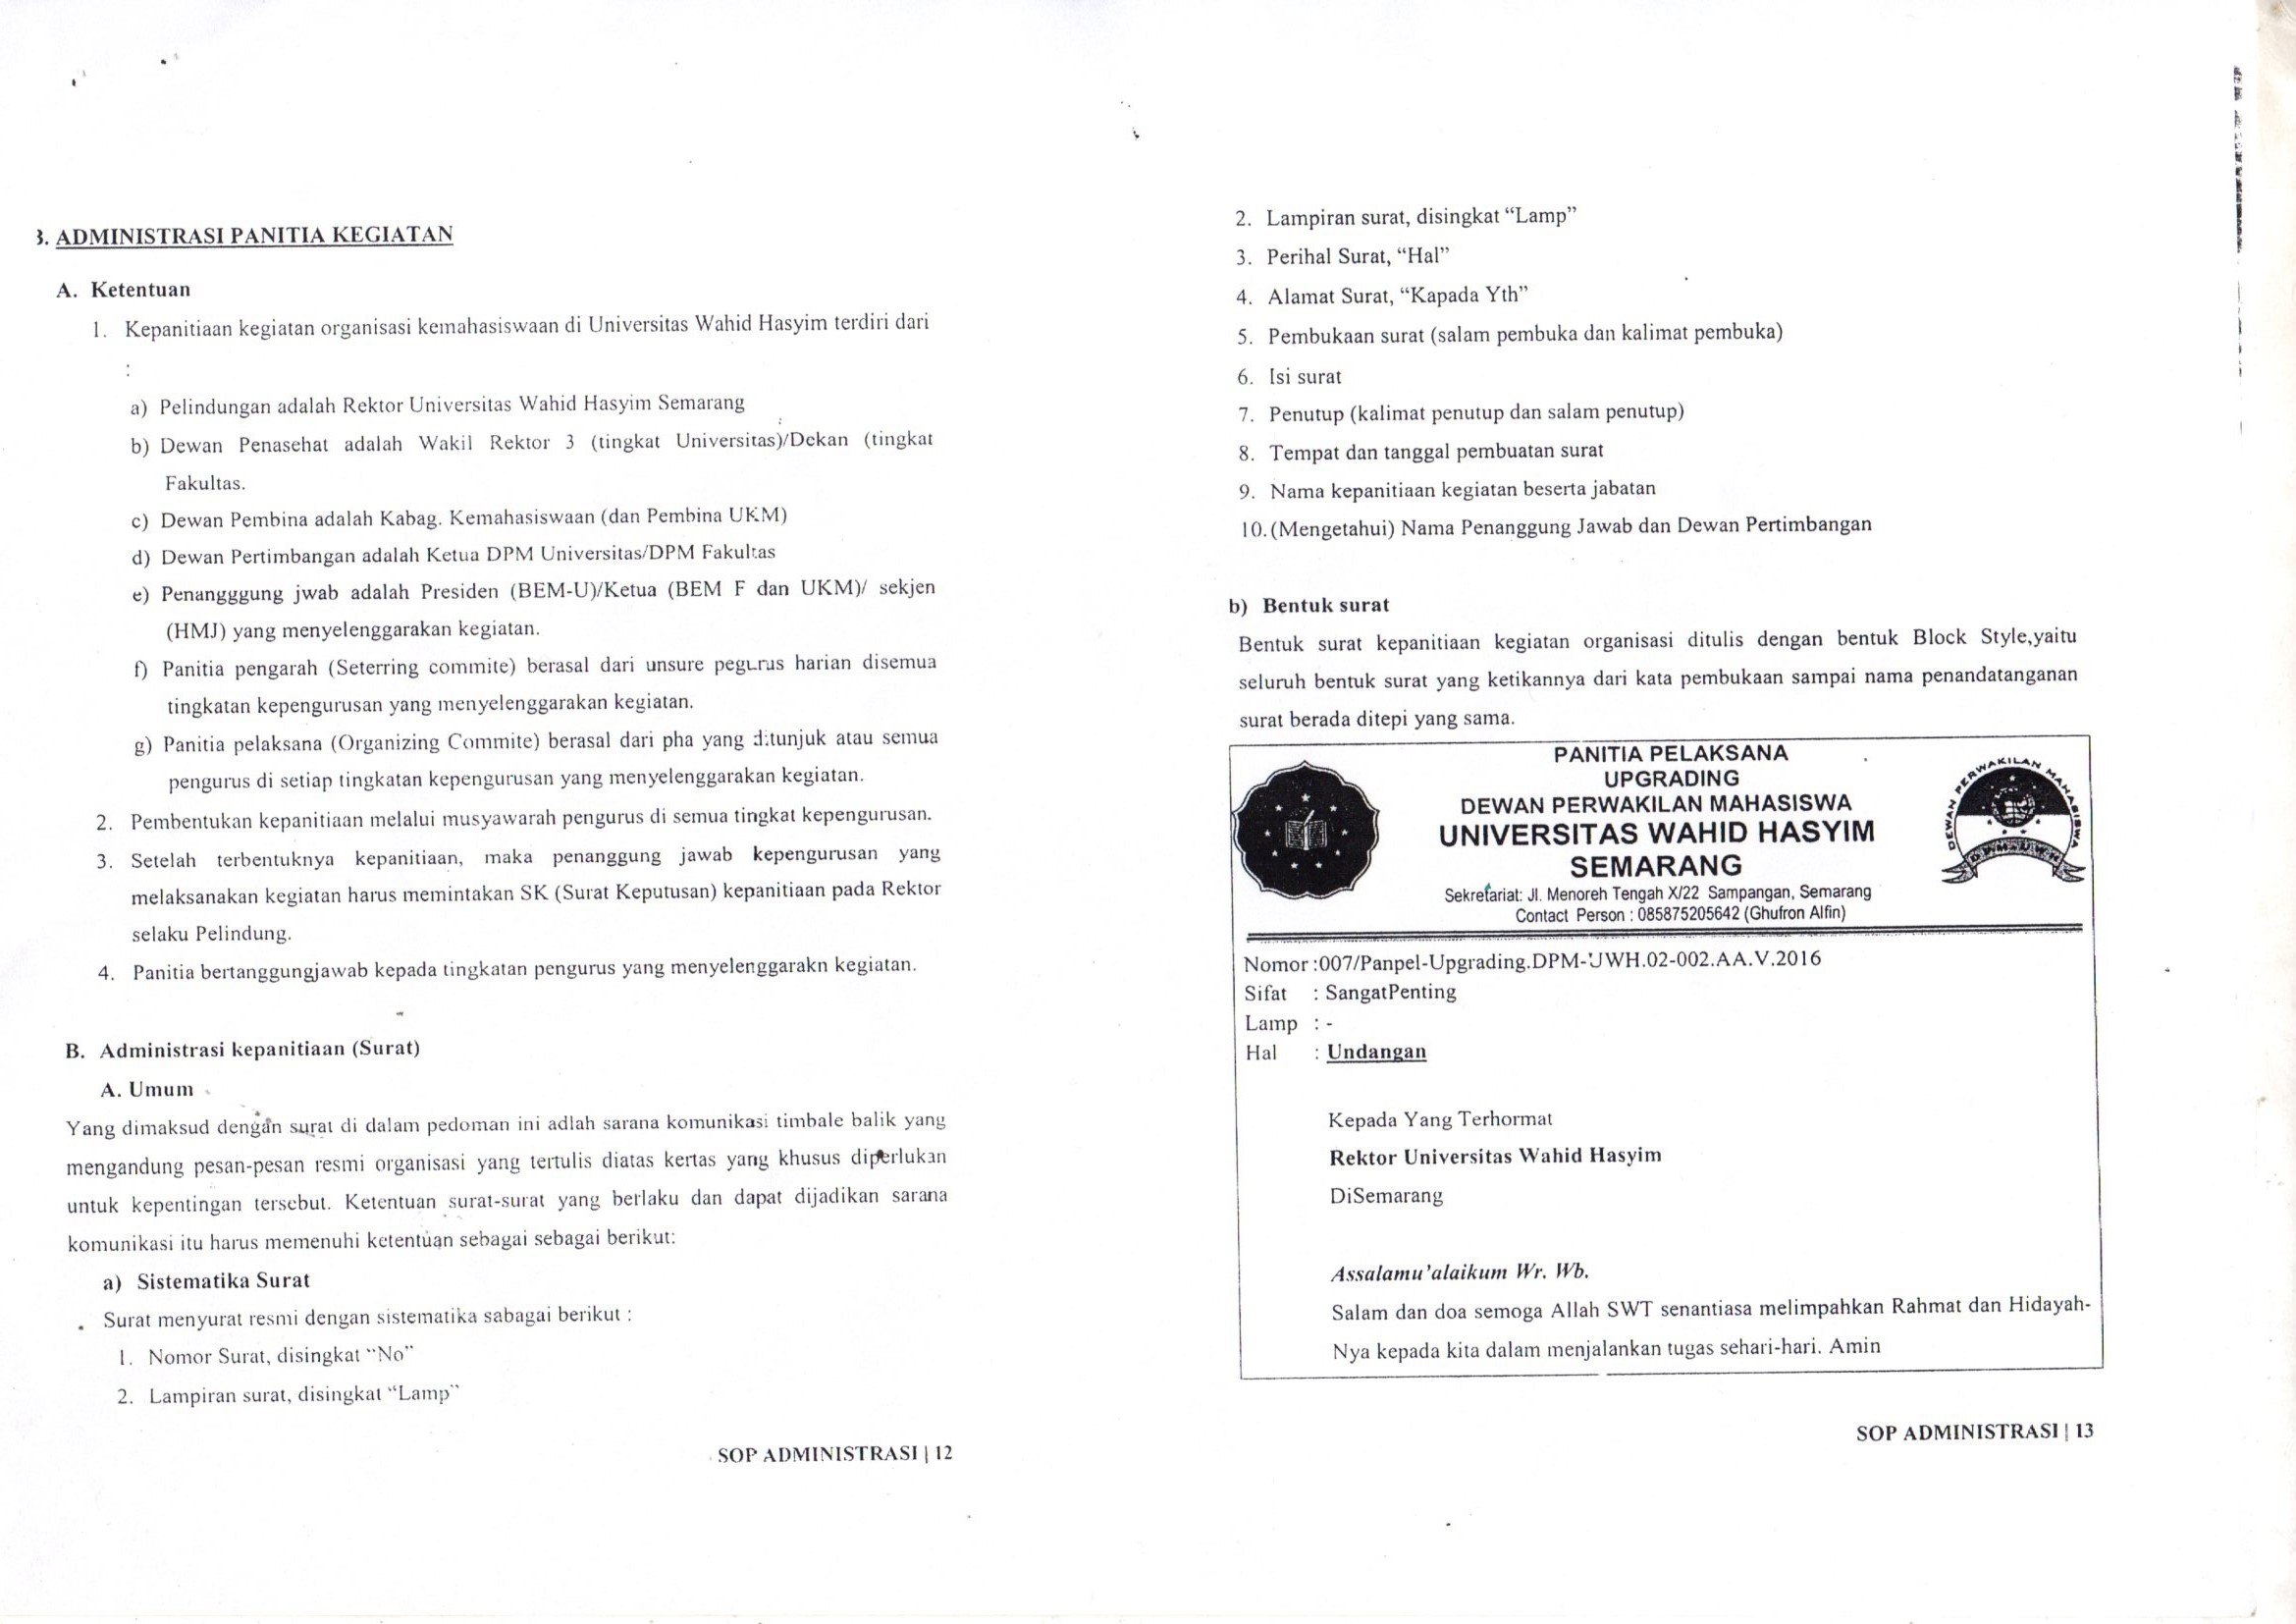 3. ADMINISTRASI PANITIA KEGIATAN
A. Ketentuan
1. Kepanitiaan kegiatan organisasi kemahasiswaan di Universitas Wahid Hasyim terdiri dari
:
a) Pelindungan adalah Rektor Universitas Wahid Hasyim Semarang
b) Dewan Penasehat adalah Wakil Rektor 3 (tingkat Universitas)/Dekan (tingkat
Fakultas.
c) Dewan Pembina adalah Kabag. Kemahasiswaan (dan Pembina UKM)
d) Dewan Pertimbangan adalah Ketua DPM Universitas/DPM Fakultas
e) Penangggung jwab adalah Presiden (BEM-U)/Ketua (BEM F dan UKM)/ sekjen
(HMJ) yang menyelenggarakan kegiatan.
f) Panitia pengarah (Seterring commite) berasal dari unsure pegurus harian disemua
tingkatan kepengurusan yang menyelenggarakan kegiatan.
g) Panitia pelaksana (Organizing Commite) berasal dari pha yang ditunjuk atau semua
pengurus di setiap tingkatan kepengurusan yang menyelenggarakan kegiatan.
2. Pembentukan kepanitiaan melalui musyawarah pengurus di semua tingkat kepengurusan.
3. Setelah terbentuknya kepanitiaan, maka penanggung jawab kepengurusan yang
melaksanakan kegiatan harus memintakan SK (Surat Keputusan) kepanitiaan pada Rektor
selaku Pelindung.
4. Panitia bertanggungjawab kepada tingkatan pengurus yang menyelenggarakn kegiatan.
B. Administrasi kepanitiaan (Surat)
A. Umum
Yang dimaksud dengan surat di dalam pedoman ini adlah sarana komunikasi timbale balik yang
mengandung pesan-pesan resmi organisasi yang tertulis diatas kertas yang khusus diperlukan
untuk kepentingan tersebut. Ketentuan surat-surat yang berlaku dan dapat dijadikan sarana
komunikasi itu harus memenuhi ketentuan sebagai sebagai berikut:
a) Sistematika Surat
Surat menyurat resmi dengan sistematika sabagai berikut :
1. Nomor Surat, disingkat “No”
2. Lampiran surat, disingkat “Lamp”
SOP ADMINISTRASI | 12
2. Lampiran surat, disingkat “Lamp”
3. Perihal Surat, “Hal”
4. Alamat Surat, “Kapada Yth”
5. Pembukaan surat (salam pembuka dan kalimat pembuka)
6. Isi surat
7. Penutup (kalimat penutup dan salam penutup)
8. Tempat dan tanggal pembuatan surat
9. Nama kepanitiaan kegiatan beserta jabatan
10. (Mengetahui) Nama Penanggung Jawab dan Dewan Pertimbangan
b) Bentuk surat
Bentuk surat kepanitiaan kegiatan organisasi ditulis dengan bentuk Block Style,yaitu
seluruh bentuk surat yang ketikannya dari kata pembukaan sampai nama penandatanganan
surat berada ditepi yang sama.
PANITIA PELAKSANA
UPGRADING
DEWAN PERWAKILAN MAHASISWA
UNIVERSITAS WAHID HASYIM
SEMARANG
Sekretariat: Jl. Menoreh Tengah X/22 Sampangan, Semarang
Contact Person : 085875205642 (Ghufron Alfin)
DEWAN PERWAKILAN MAHASISWA
Nomor :007/Panpel-Upgrading.DPM-UWH.02-002.AA.V.2016
Sifat : SangatPenting
Lamp : -
Hal : Undangan
Kepada Yang Terhormat
Rektor Universitas Wahid Hasyim
DiSemarang
Assalamu’alaikum Wr. Wb.
Salam dan doa semoga Allah SWT senantiasa melimpahkan Rahmat dan Hidayah-
Nya kepada kita dalam menjalankan tugas sehari-hari. Amin
SOP ADMINISTRASI | 13